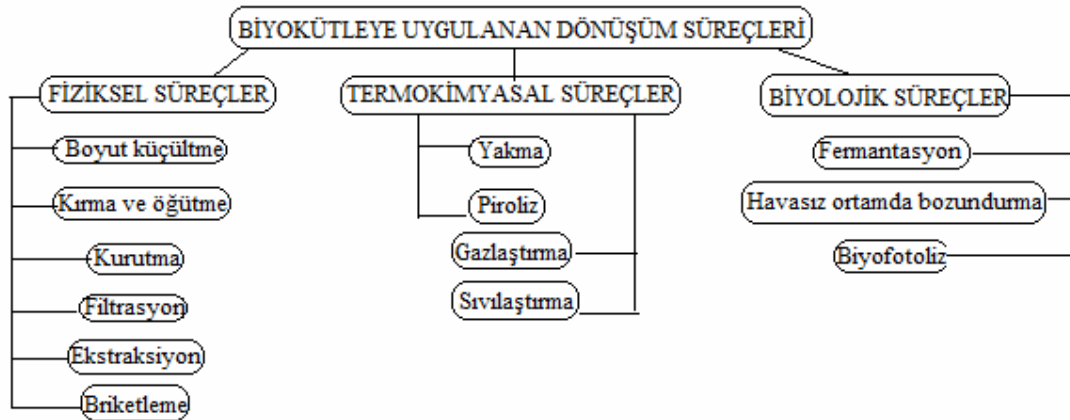 BİYOKÜTLEYE UYGULANAN DÖNÜŞÜM SÜREÇLERİ
FİZİKSEL SÜREÇLER
Boyut küçültme
Kırma ve öğütme
Kurutma
Filtrasyon
Ekstraksiyon
Briketleme
TERMOKİMYASAL SÜREÇLER
Yakma
Piroliz
Gazlaştırma
Sıvılaştırma
BİYOLOJİK SÜREÇLER
Fermantasyon
Havasız ortamda bozundurma
Biyofotoliz